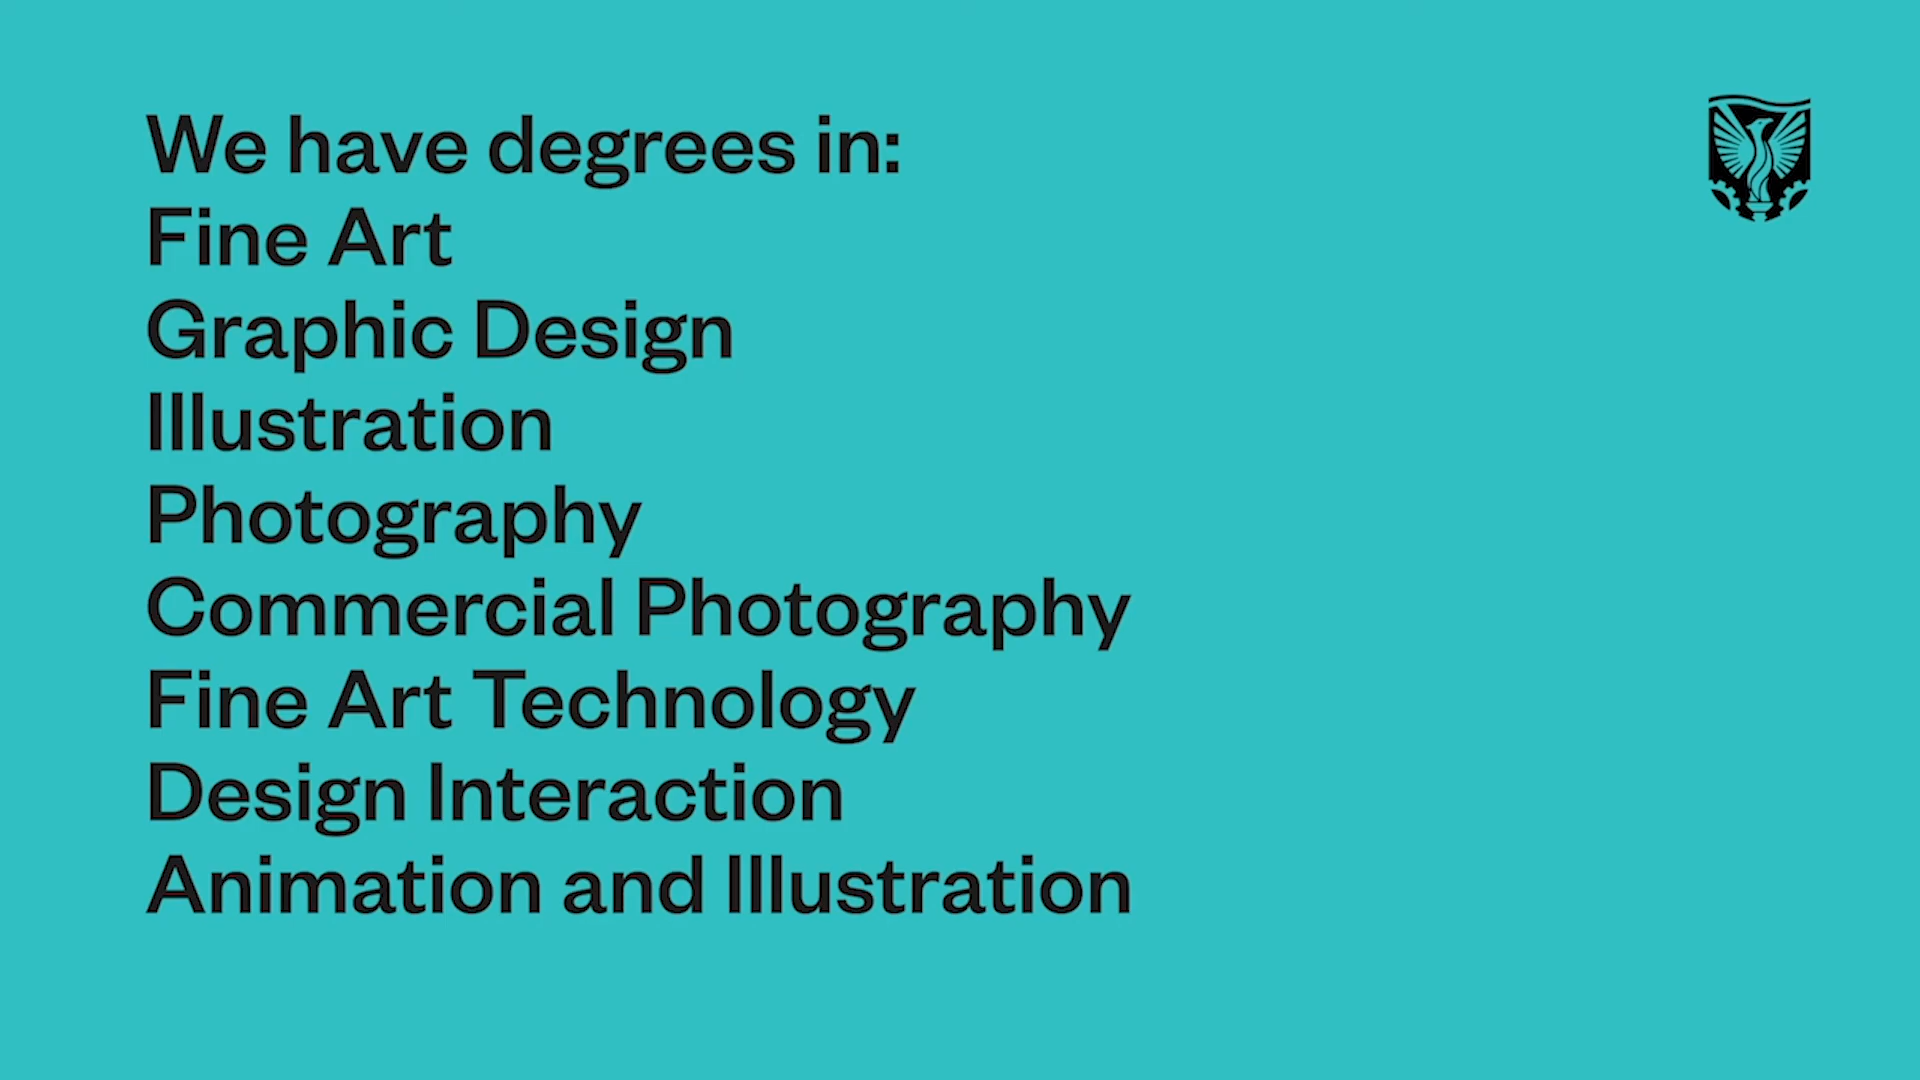 We have degrees in:
Fine Art
Graphic Design
Illustration
Photography
Commercial Photography
Fine Art Technology
Design Interaction
Animation and Illustration